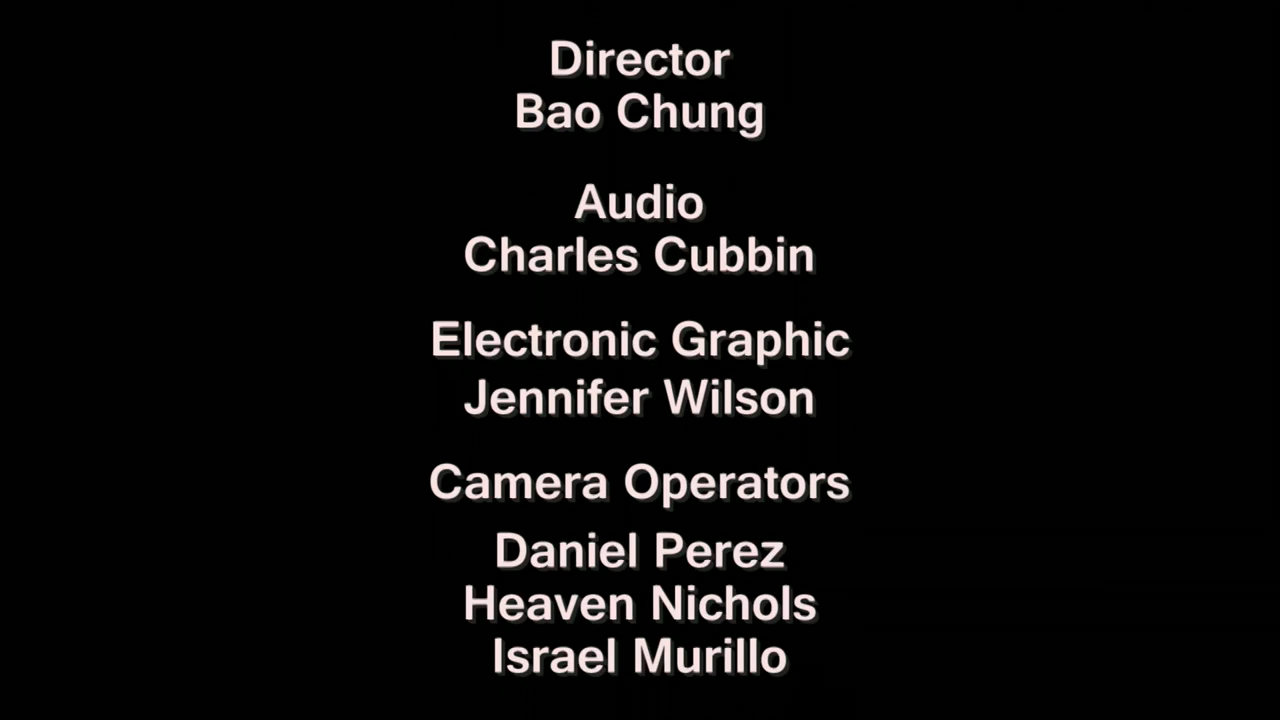 Director
Bao Chung
Audio
Charles Cubbin
Electronic Graphic
Jennifer Wilson
Camera Operators
Daniel Perez
Heaven Nichols
Israel Murillo